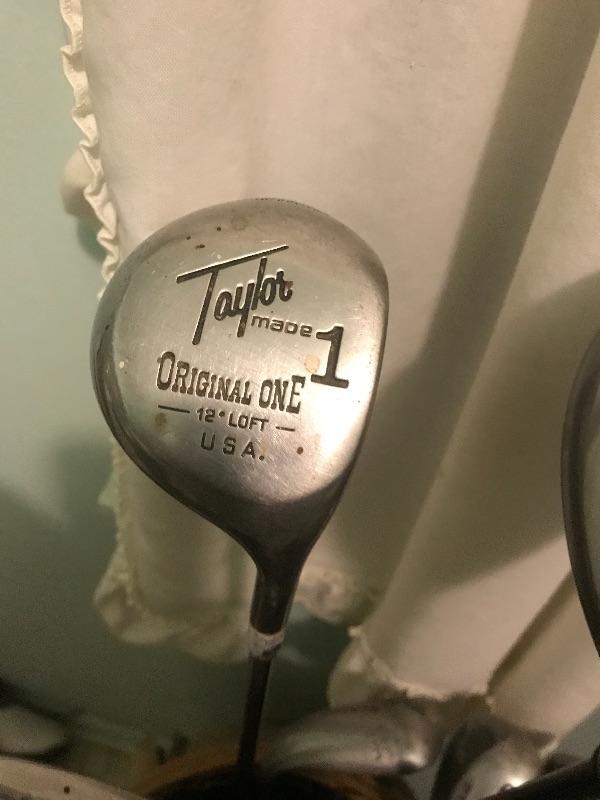 Taylor
made 1
ORIGINAL ONE
12° LOFT
USA.